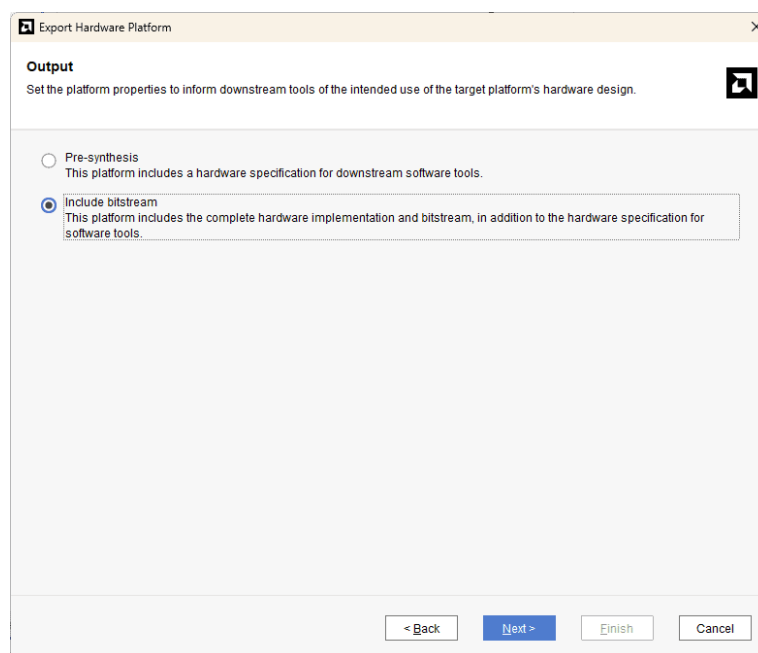 Export Hardware Platform
Output
Set the platform properties to inform downstream tools of the intended use of the target platform's hardware design.
Pre-synthesis
This platform includes a hardware specification for downstream software tools.
Include bitstream
This platform includes the complete hardware implementation and bitstream, in addition to the hardware specification for
software tools.
< Back
Next >
Finish
Cancel